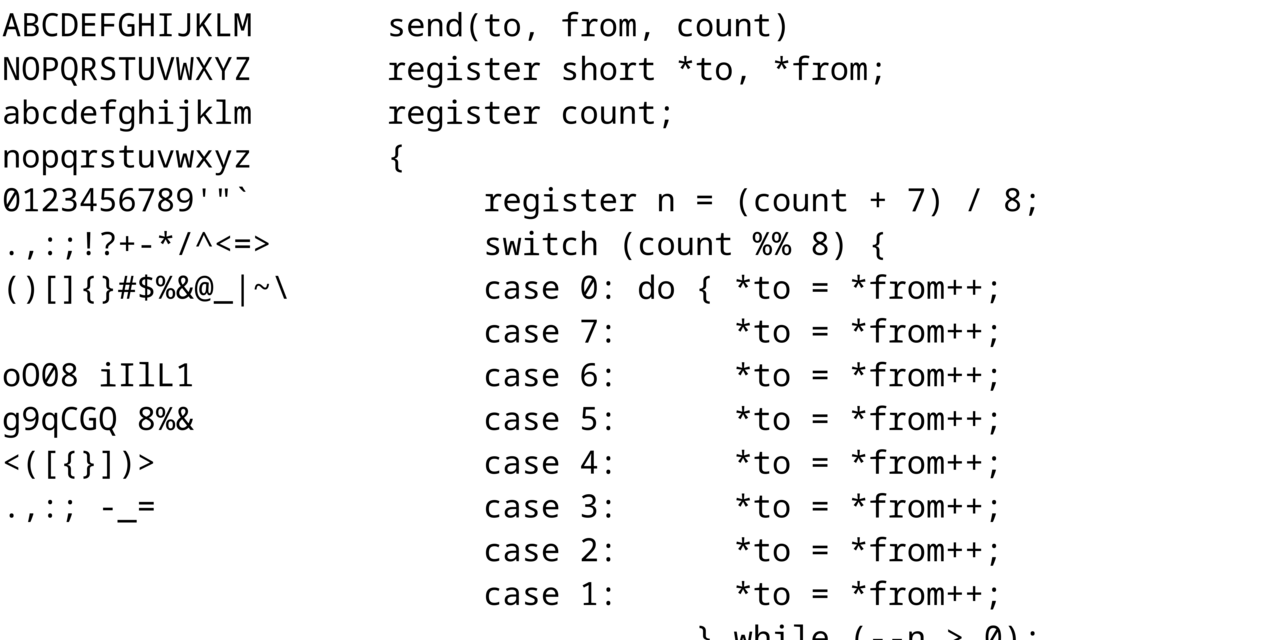 ABCDEFGHIJKLM
NOPQRSTUVWXYZ
abcdefghijklm
nopqrstuvwxyz
0123456789'"`
.,:;!?+-*/^<=>
()[]{}#$%&@_|~\
oO08 iIlL1
g9qCGQ 8%&
<([{}])>
.,:; -_=
send(to, from, count)
register short *to, *from;
register count;
{
    register n = (count + 7) / 8;
    switch (count %% 8) {
    case 0: do { *to = *from++;
    case 7:      *to = *from++;
    case 6:      *to = *from++;
    case 5:      *to = *from++;
    case 4:      *to = *from++;
    case 3:      *to = *from++;
    case 2:      *to = *from++;
    case 1:      *to = *from++;
               } while (--n > 0);